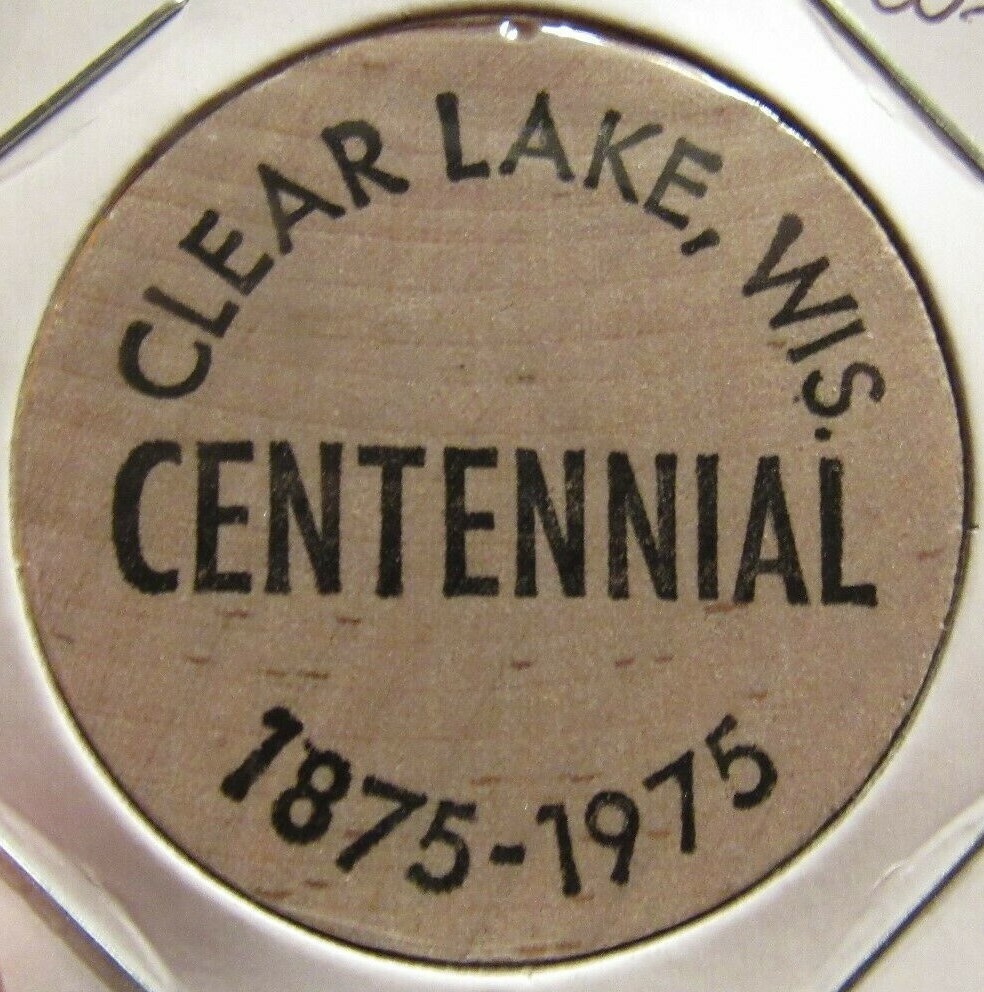 CLEAR LAKE, WIS.
CENTENNIAL
1875-1975